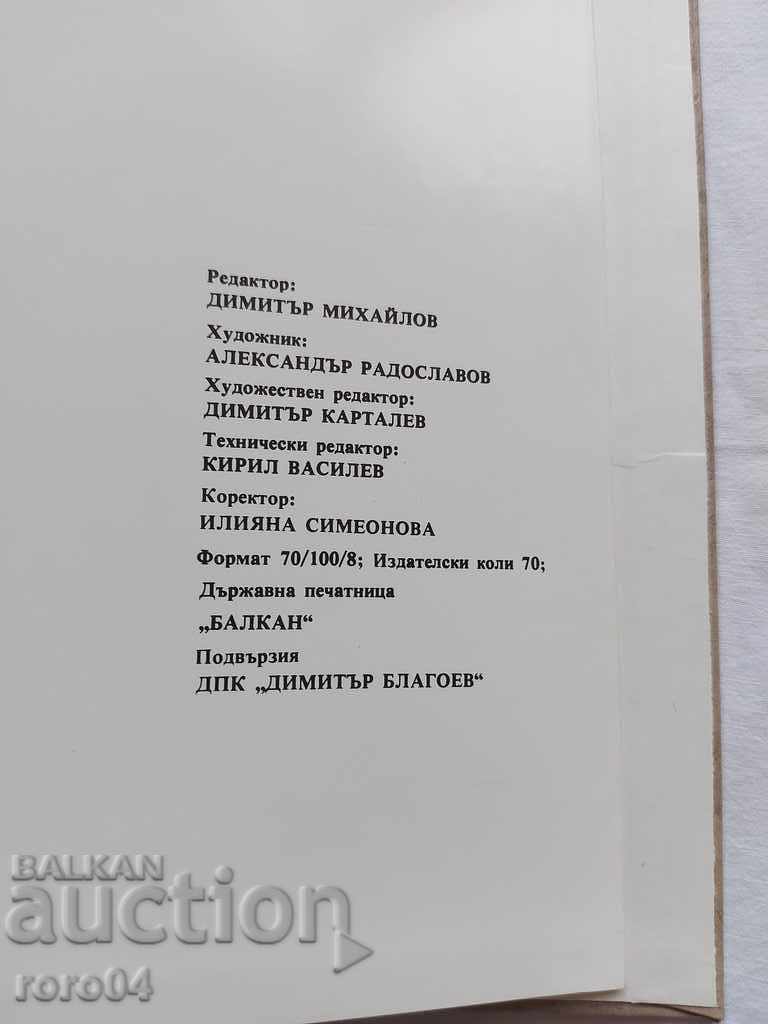 Редактор:
ДИМИТЪР МИХАЙЛОВ
Художник:
АЛЕКСАНДЪР РАДОСЛАВОВ
Художествен редактор:
ДИМИТЪР КАРТАЛЕВ
Технически редактор:
КИРИЛ ВАСИЛЕВ
Коректор:
ИЛИЯНА СИМЕОНОВА
Формат 70/100/8; Издателски коли 70;
Държавна печатница
„БАЛКАН“
Подвързия
ДПК „ДИМИТЪР БЛАГОЕВ“
BALKAN
auction
roro04